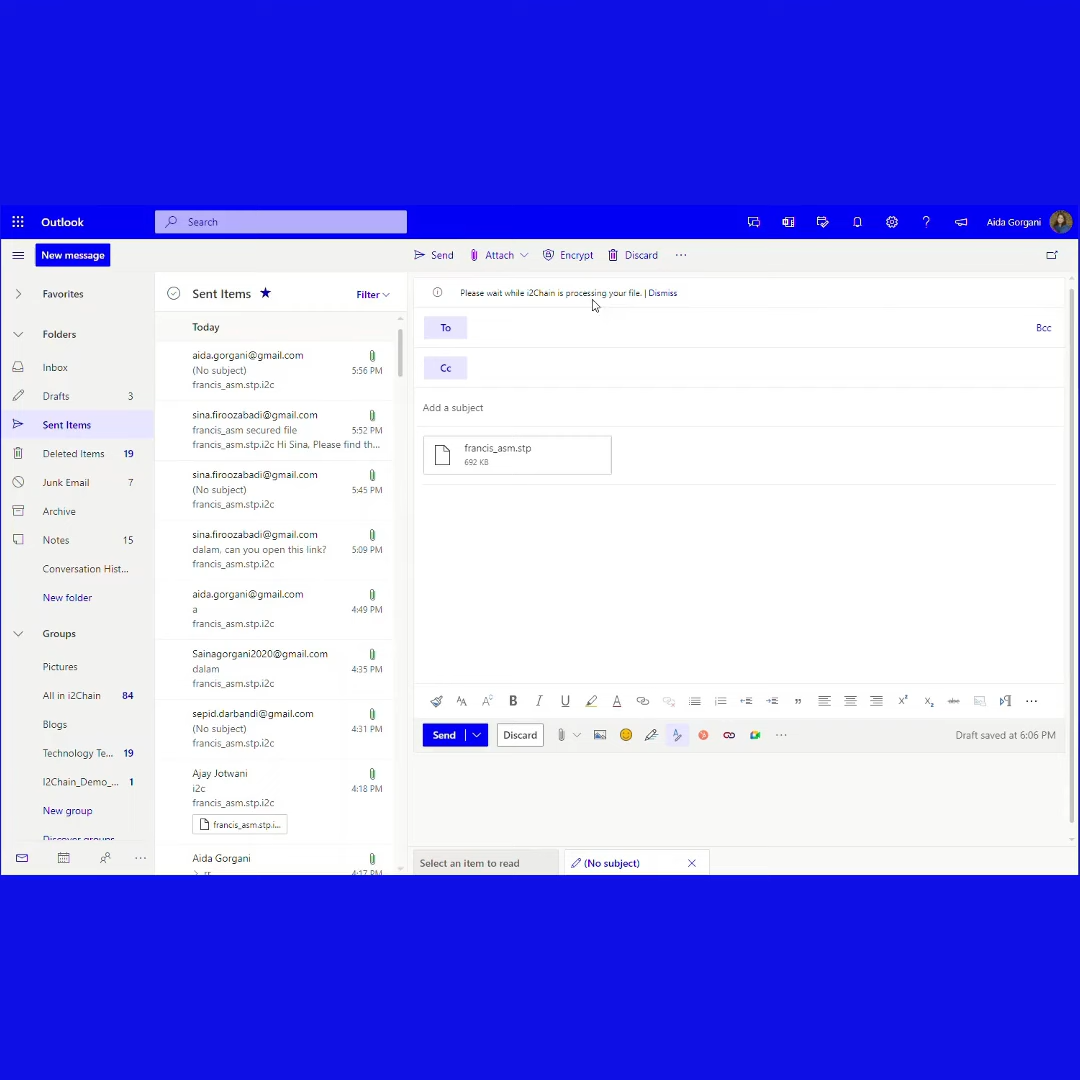 Outlook
Search
Aida Gorgani
New message
Send
Attach
Encrypt
Discard
Favorites
Folders
Inbox
Drafts 3
Sent Items
Deleted Items 19
Junk Email 7
Archive
Notes 15
Conversation Hist...
New folder
Groups
Pictures
All in i2Chain 84
Blogs
Technology Te... 19
I2Chain_Demo_... 1
New group
Discover groups
Sent Items
Filter
Today
aida.gorgani@gmail.com
(No subject) 5:56 PM
francis_asm.stp.i2c
sina.firoozabadi@gmail.com
francis_asm secured file 5:52 PM
francis_asm.stp.i2c Hi Sina, Please find th...
sina.firoozabadi@gmail.com
(No subject) 5:45 PM
francis_asm.stp.i2c
sina.firoozabadi@gmail.com
dalam, can you open this link? 5:09 PM
francis_asm.stp.i2c
aida.gorgani@gmail.com
a 4:49 PM
francis_asm.stp.i2c
Sainagorgani2020@gmail.com
dalam 4:35 PM
francis_asm.stp.i2c
sepid.darbandi@gmail.com
(No subject) 4:31 PM
francis_asm.stp.i2c
Ajay Jotwani
i2c 4:18 PM
francis_asm.stp.i2c
francis_asm.stp.i...
Aida Gorgani
4:17 PM
Please wait while i2Chain is processing your file. | Dismiss
To
Bcc
Cc
Add a subject
francis_asm.stp
692 KB
Send
Discard
Draft saved at 6:06 PM
Select an item to read
(No subject)